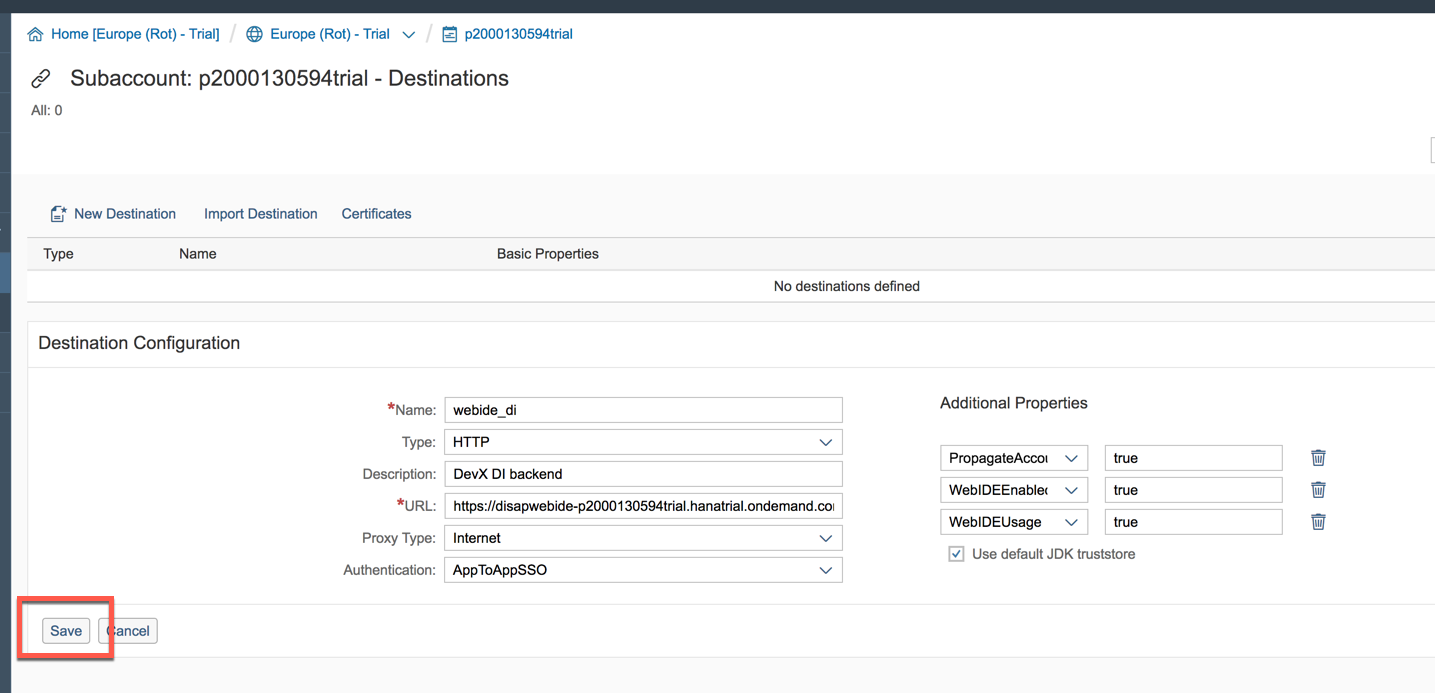 Home [Europe (Rot) - Trial] / Europe (Rot) - Trial / p2000130594trial
Subaccount: p2000130594trial - Destinations
All: 0
New Destination Import Destination Certificates
Type Name Basic Properties
No destinations defined
Destination Configuration
Additional Properties
*Name: webide_di
Type: HTTP
Description: DevX DI backend
*URL: https://disapwebide-p2000130594trial.hanatrial.ondemand.co
Proxy Type: Internet
Authentication: AppToAppSSO
PropagateAccou true
WebIDEEnabled true
WebIDEUsage true
Use default JDK truststore
Save Cancel